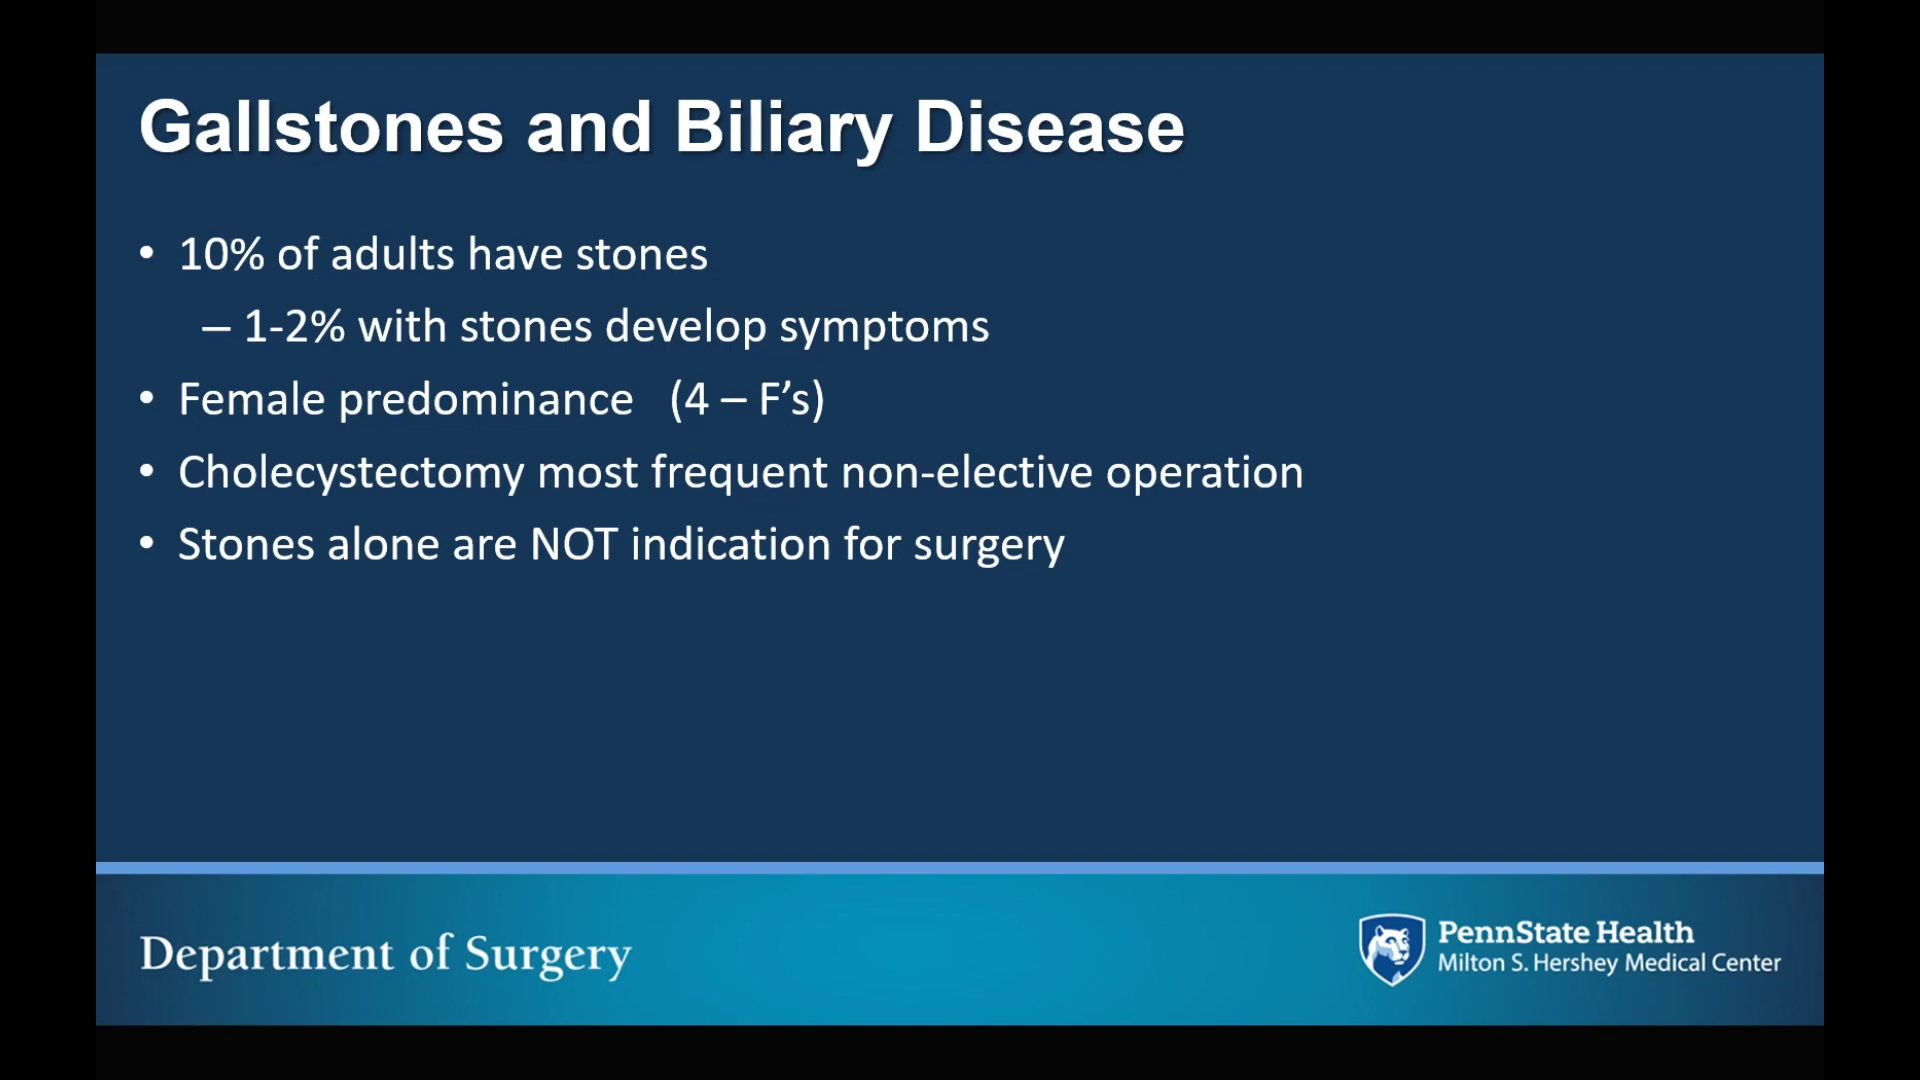 Gallstones and Biliary Disease
• 10% of adults have stones
– 1-2% with stones develop symptoms
• Female predominance (4 – F’s)
• Cholecystectomy most frequent non-elective operation
• Stones alone are NOT indication for surgery
Department of Surgery
PennState Health
Milton S. Hershey Medical Center